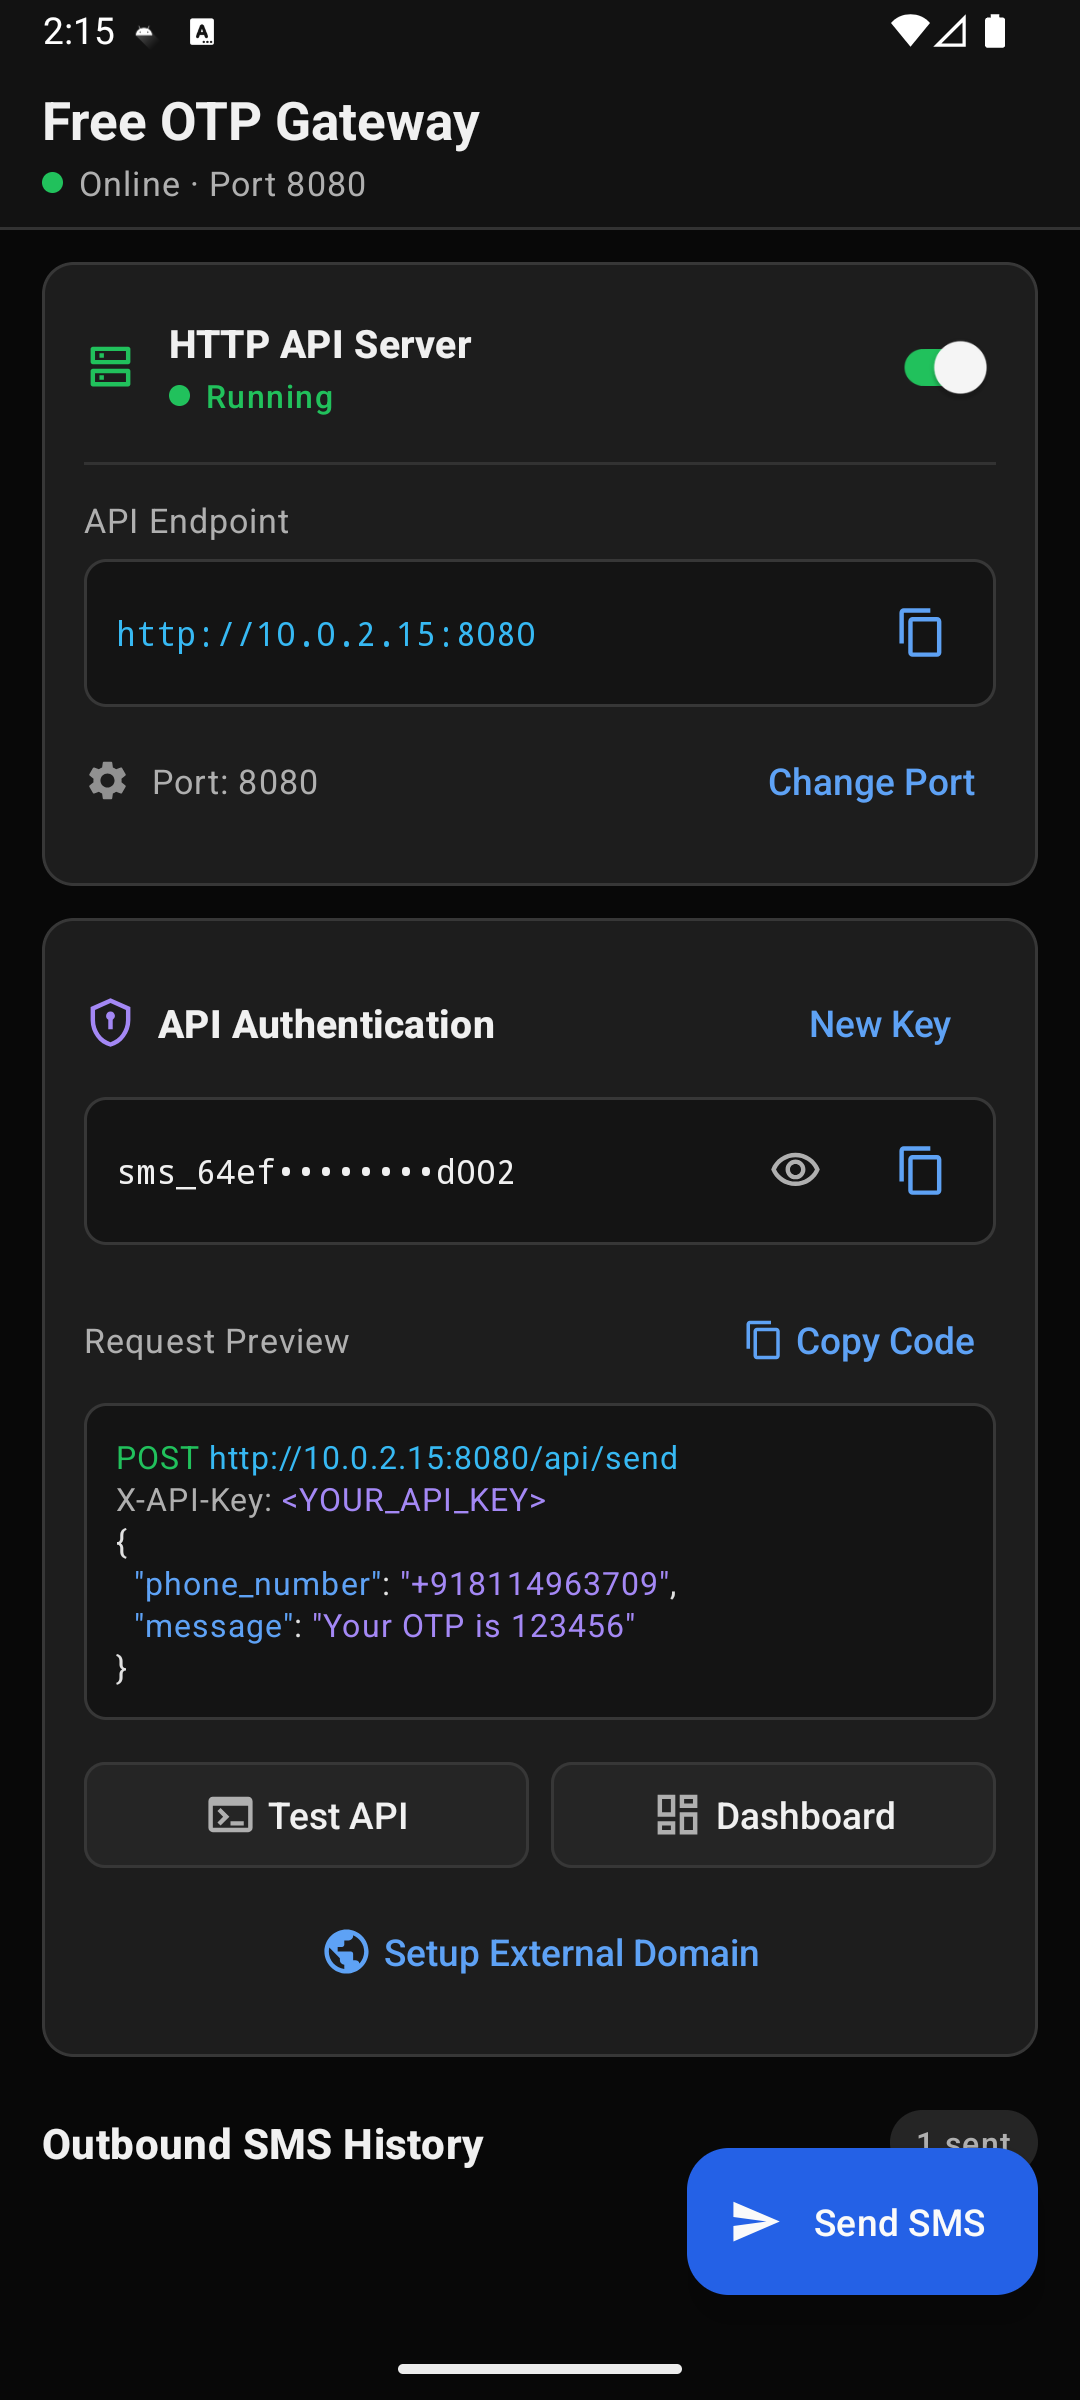 2:15
Free OTP Gateway
Online · Port 8080
HTTP API Server
Running
API Endpoint
http://10.0.2.15:8080
Port: 8080
Change Port
API Authentication
New Key
sms_64ef••••••••d002
Request Preview
Copy Code
POST http://10.0.2.15:8080/api/send
X-API-Key: <YOUR_API_KEY>
{
"phone_number": "+918114963709",
"message": "Your OTP is 123456"
}
Test API
Dashboard
Setup External Domain
Outbound SMS History
1 sent
Send SMS